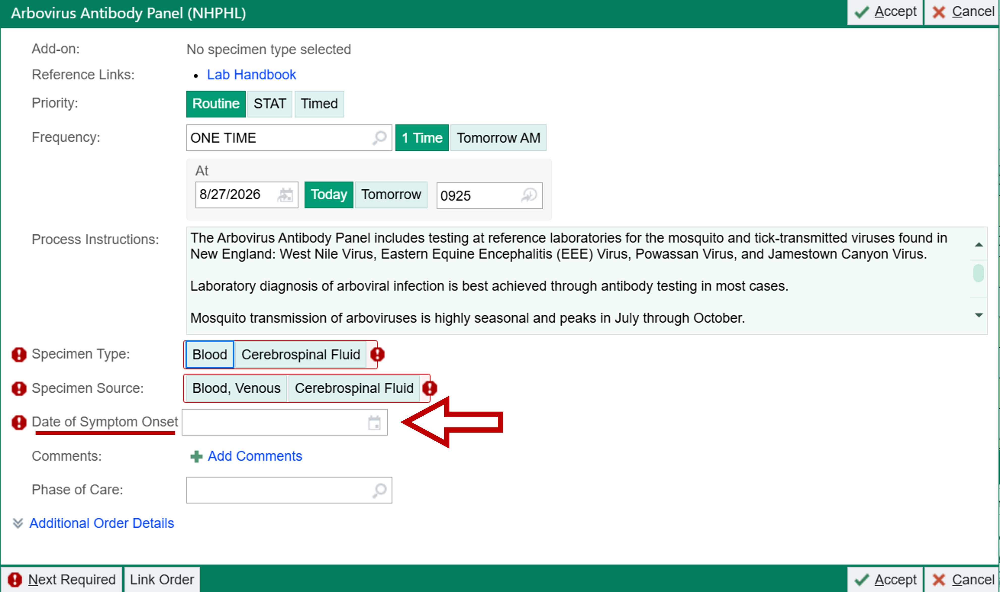 Arbovirus Antibody Panel (NHPHL)
Accept
Cancel
Add-on: No specimen type selected
Reference Links: • Lab Handbook
Priority: Routine STAT Timed
Frequency: ONE TIME 1 Time Tomorrow AM
At
8/27/2026 Today Tomorrow 0925
Process Instructions: The Arbovirus Antibody Panel includes testing at reference laboratories for the mosquito and tick-transmitted viruses found in
New England: West Nile Virus, Eastern Equine Encephalitis (EEE) Virus, Powassan Virus, and Jamestown Canyon Virus.
Laboratory diagnosis of arboviral infection is best achieved through antibody testing in most cases.
Mosquito transmission of arboviruses is highly seasonal and peaks in July through October.
Specimen Type: Blood Cerebrospinal Fluid
Specimen Source: Blood, Venous Cerebrospinal Fluid
Date of Symptom Onset
Comments: Add Comments
Phase of Care:
Additional Order Details
Next Required Link Order
Accept
Cancel